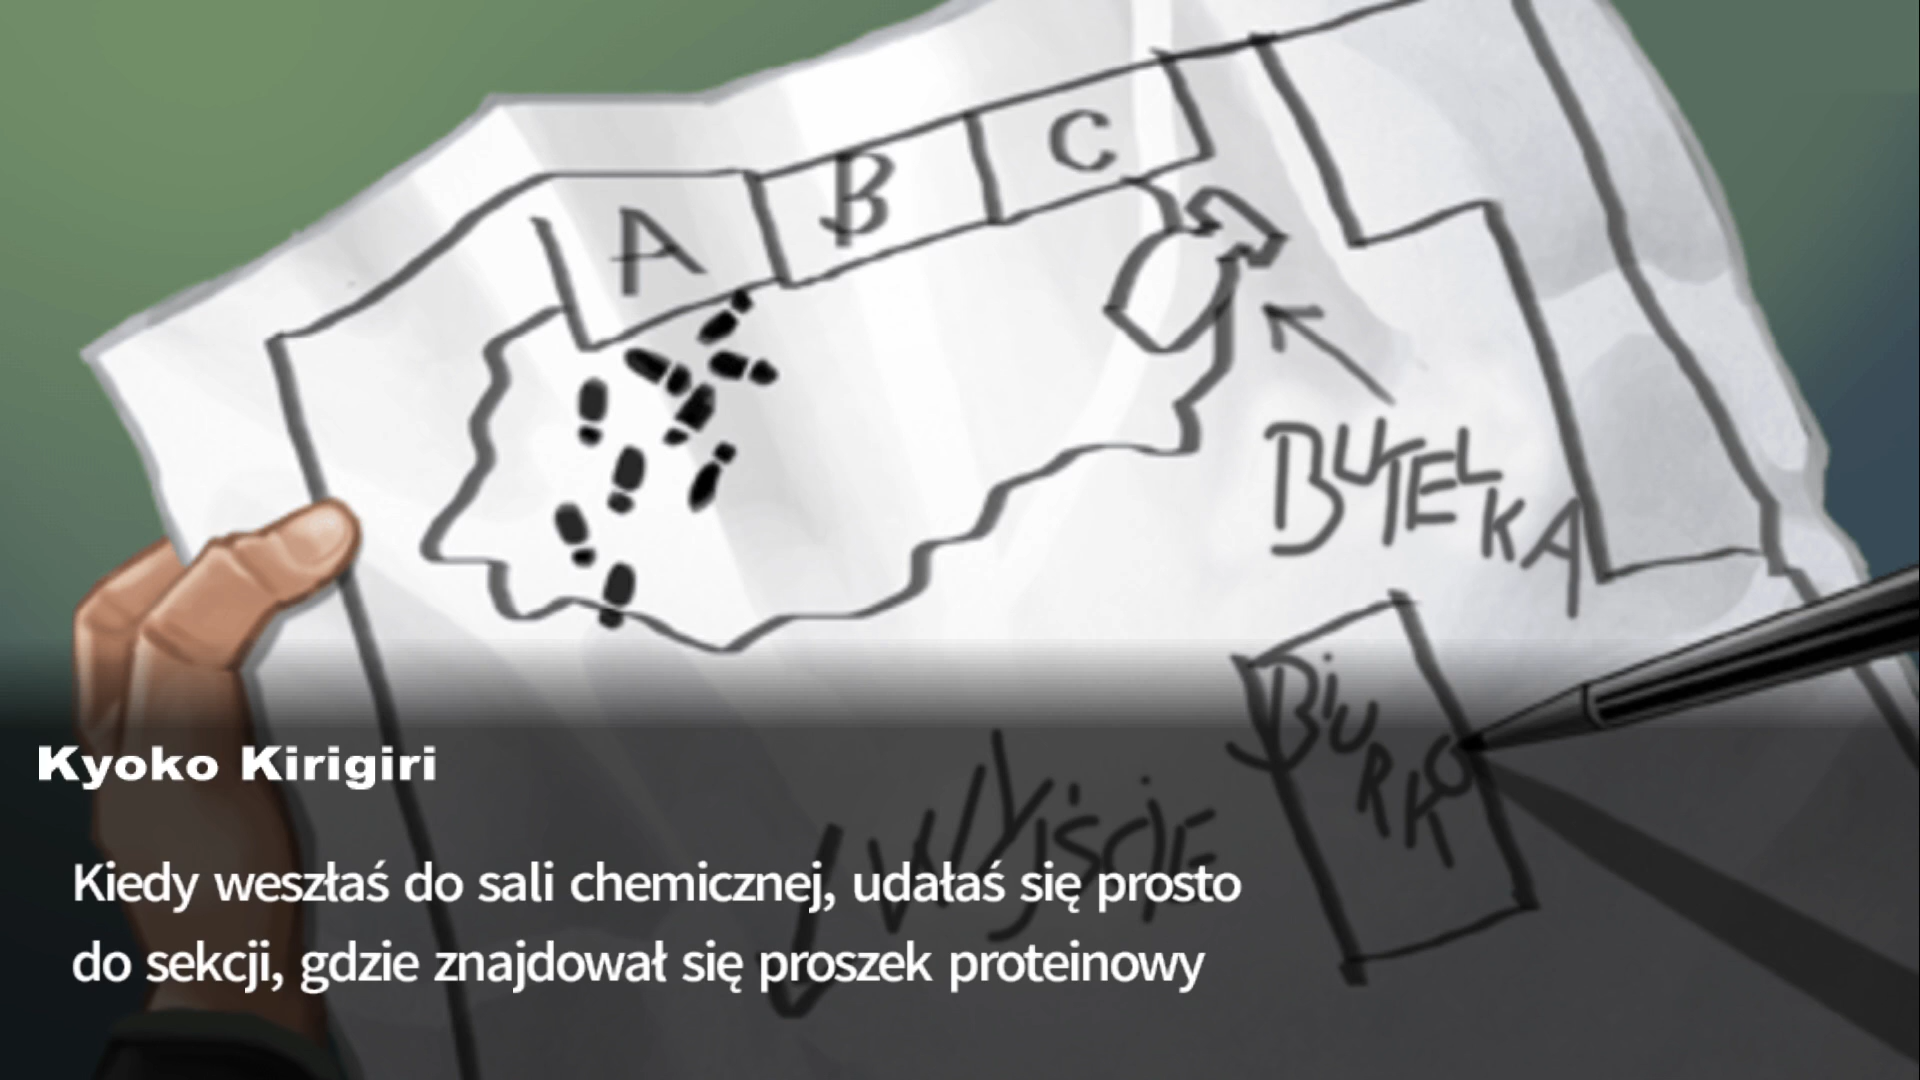 A
B
C
BUTELKA
BiURKO
WYJŚCiE
Kyoko Kirigiri
Kiedy weszłaś do sali chemicznej, udałaś się prosto
do sekcji, gdzie znajdował się proszek proteinowy